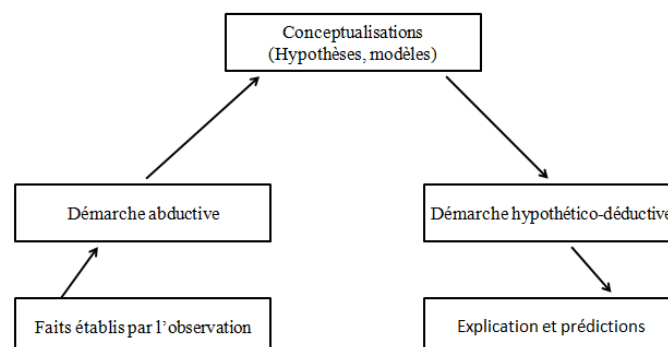 Conceptualisations
(Hypothèses, modèles)
Démarche abductive
Démarche hypothético-déductive
Faits établis par l’observation
Explication et prédictions